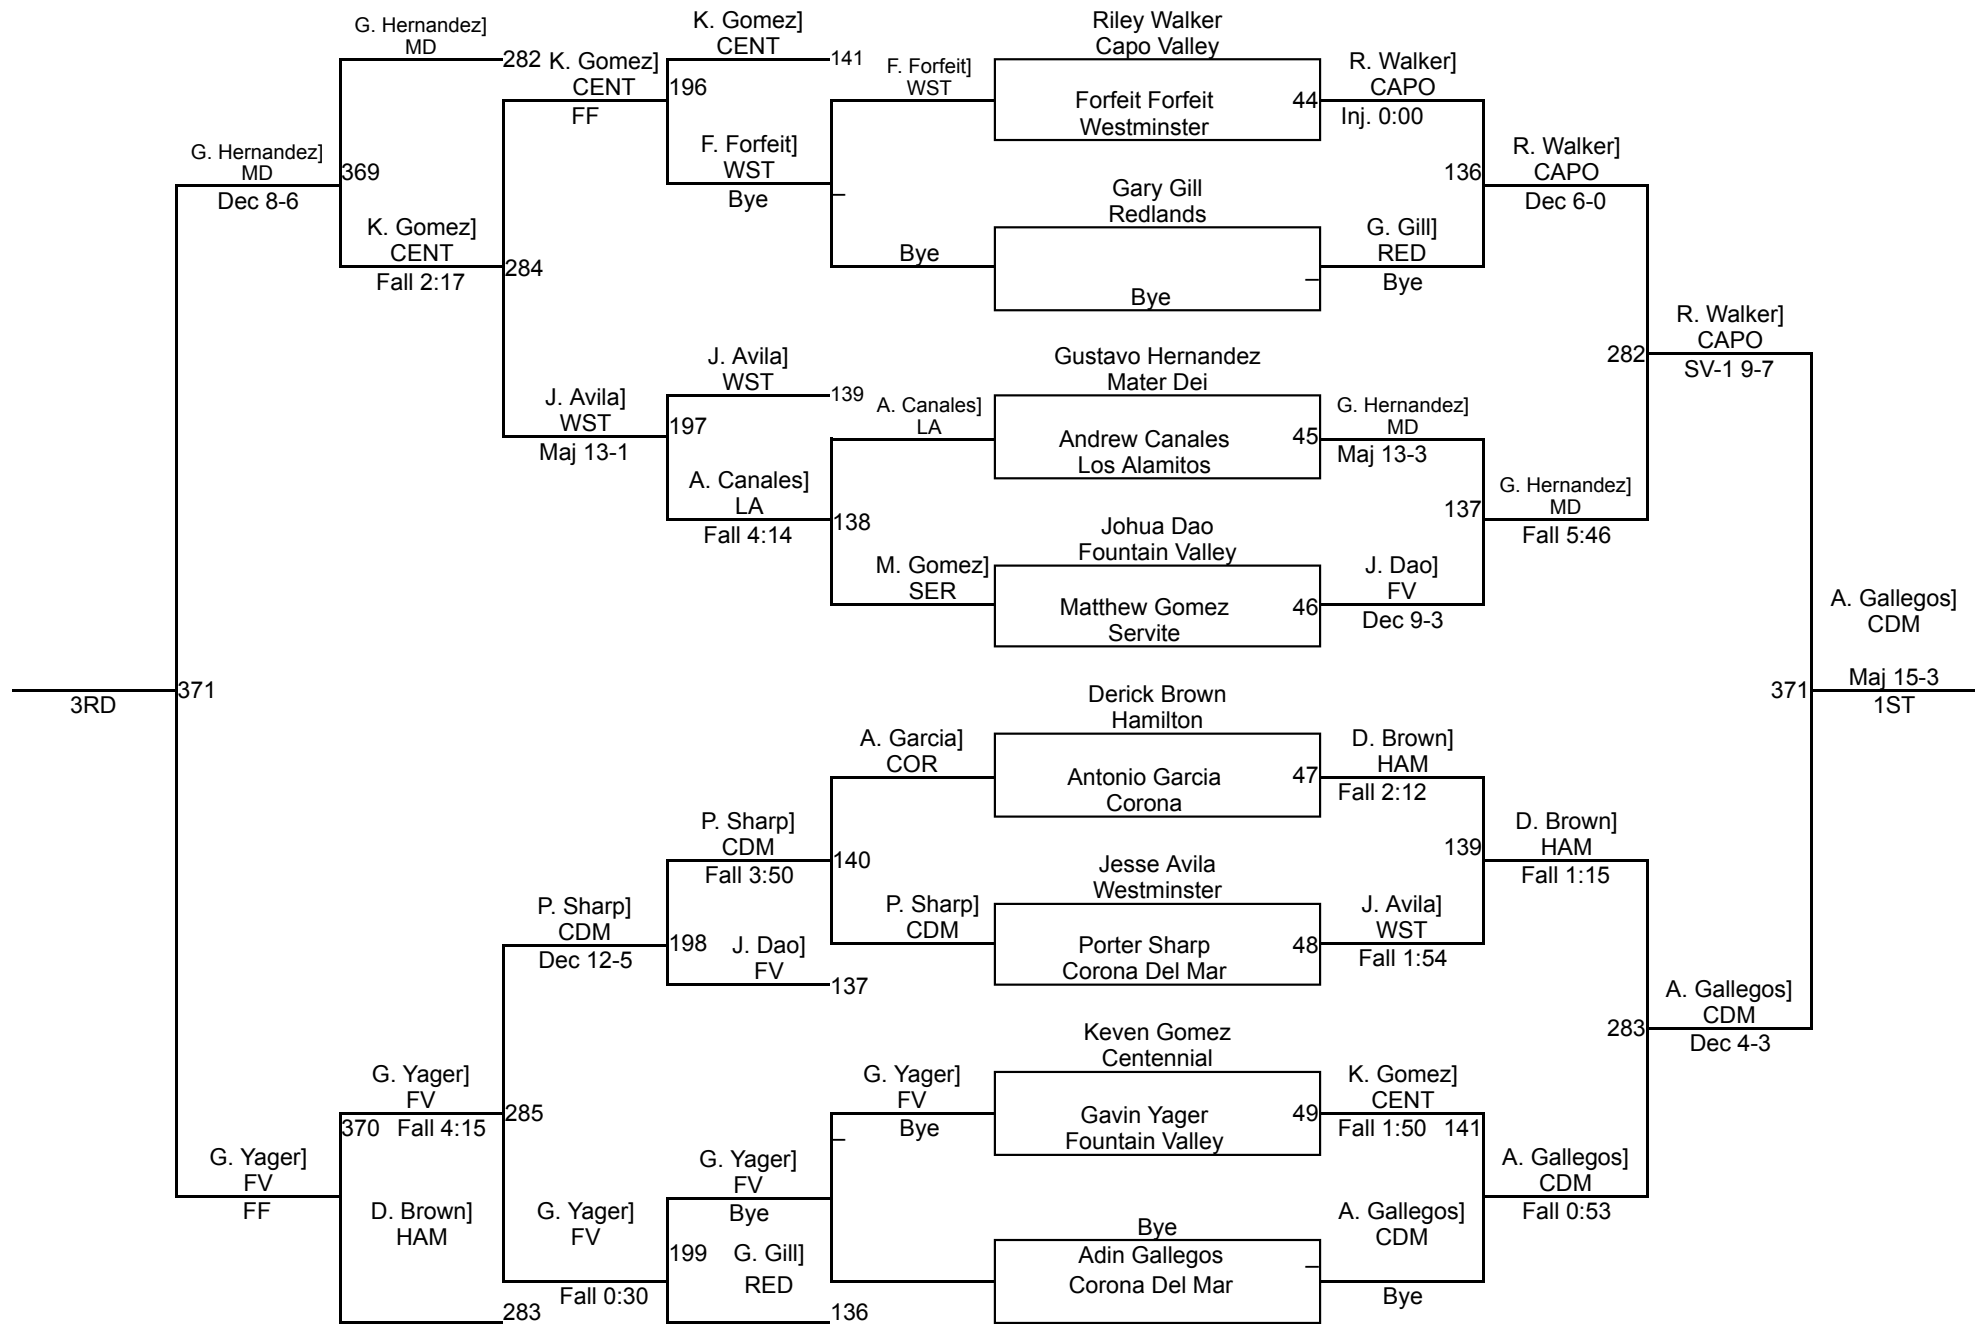 G. Hernandez]
MD
282
K. Gomez]
CENT
FF
K. Gomez]
CENT
141
196
F. Forfeit]
WST
Bye
_
F. Forfeit]
WST
Riley Walker
Capo Valley
Forfeit Forfeit
Westminster
44
R. Walker]
CAPO
Inj. 0:00
136
R. Walker]
CAPO
Dec 6-0
G. Hernandez]
MD
Dec 8-6
369
K. Gomez]
CENT
Fall 2:17
284
Bye
Gary Gill
Redlands
Bye
_
G. Gill]
RED
Bye
R. Walker]
CAPO
SV-1 9-7
282
J. Avila]
WST
139
J. Avila]
WST
Maj 13-1
197
A. Canales]
LA
Fall 4:14
138
A. Canales]
LA
Gustavo Hernandez
Mater Dei
Andrew Canales
Los Alamitos
45
G. Hernandez]
MD
Maj 13-3
137
G. Hernandez]
MD
Fall 5:46
M. Gomez]
SER
Johua Dao
Fountain Valley
Matthew Gomez
Servite
46
J. Dao]
FV
Dec 9-3
A. Gallegos]
CDM
Maj 15-3
1ST
371
3RD
371
A. Garcia]
COR
Derick Brown
Hamilton
Antonio Garcia
Corona
47
D. Brown]
HAM
Fall 2:12
139
D. Brown]
HAM
Fall 1:15
P. Sharp]
CDM
Fall 3:50
140
P. Sharp]
CDM
Jesse Avila
Westminster
Porter Sharp
Corona Del Mar
48
J. Avila]
WST
Fall 1:54
P. Sharp]
CDM
Dec 12-5
198
J. Dao]
FV
137
A. Gallegos]
CDM
Dec 4-3
283
G. Yager]
FV
370
Fall 4:15
285
G. Yager]
FV
Bye
_
Keven Gomez
Centennial
Gavin Yager
Fountain Valley
49
K. Gomez]
CENT
Fall 1:50
141
A. Gallegos]
CDM
Fall 0:53
G. Yager]
FV
FF
D. Brown]
HAM
283
G. Yager]
FV
Fall 0:30
G. Yager]
FV
Bye
199
G. Gill]
RED
136
Bye
Adin Gallegos
Corona Del Mar
_
A. Gallegos]
CDM
Bye